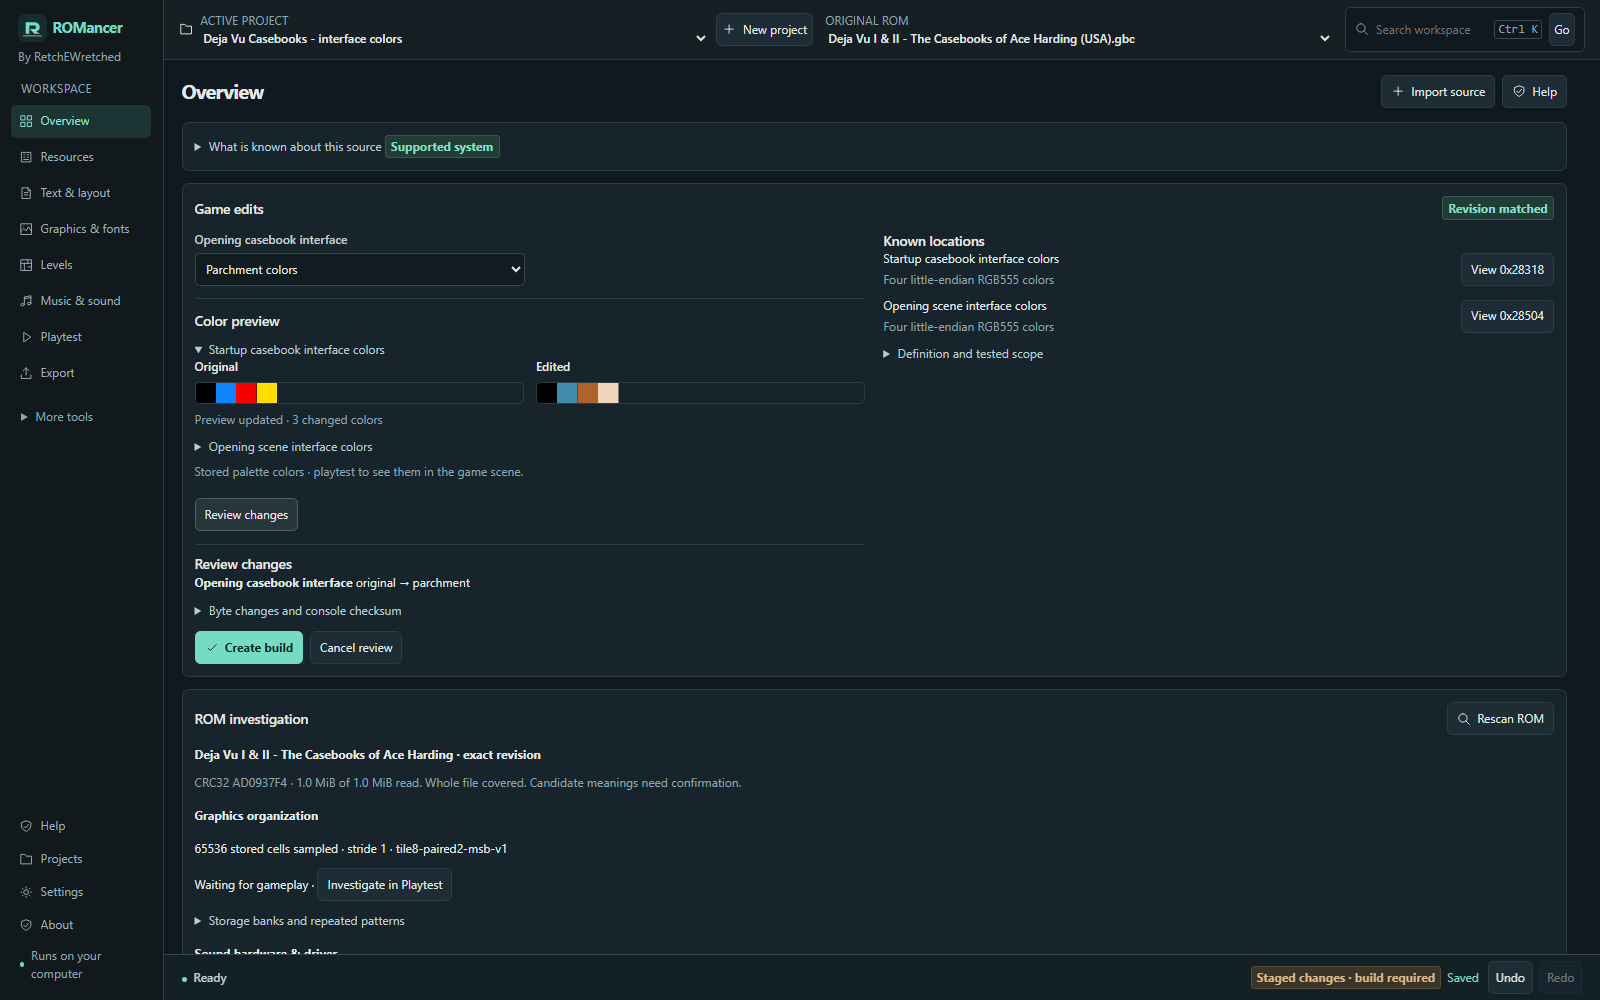 ROMancer
By RetchEWretched
WORKSPACE
Overview
Resources
Text & layout
Graphics & fonts
Levels
Music & sound
Playtest
Export
More tools
Help
Projects
Settings
About
Runs on your
computer
ACTIVE PROJECT
Deja Vu Casebooks - interface colors
New project
ORIGINAL ROM
Deja Vu I & II - The Casebooks of Ace Harding (USA).gbc
Search workspace
Ctrl K
Go
Overview
Import source
Help
What is known about this source Supported system
Game edits
Revision matched
Opening casebook interface
Parchment colors
Color preview
Startup casebook interface colors
Original
Edited
Preview updated · 3 changed colors
Opening scene interface colors
Stored palette colors · playtest to see them in the game scene.
Review changes
Review changes
Opening casebook interface original → parchment
Byte changes and console checksum
Create build
Cancel review
Known locations
Startup casebook interface colors
Four little-endian RGB555 colors
View 0x28318
Opening scene interface colors
Four little-endian RGB555 colors
View 0x28504
Definition and tested scope
ROM investigation
Rescan ROM
Deja Vu I & II - The Casebooks of Ace Harding · exact revision
CRC32 AD0937F4 · 1.0 MiB of 1.0 MiB read. Whole file covered. Candidate meanings need confirmation.
Graphics organization
65536 stored cells sampled · stride 1 · tile8-paired2-msb-v1
Waiting for gameplay · Investigate in Playtest
Storage banks and repeated patterns
Sound hardware & driver
Ready
Staged changes · build required
Saved
Undo
Redo